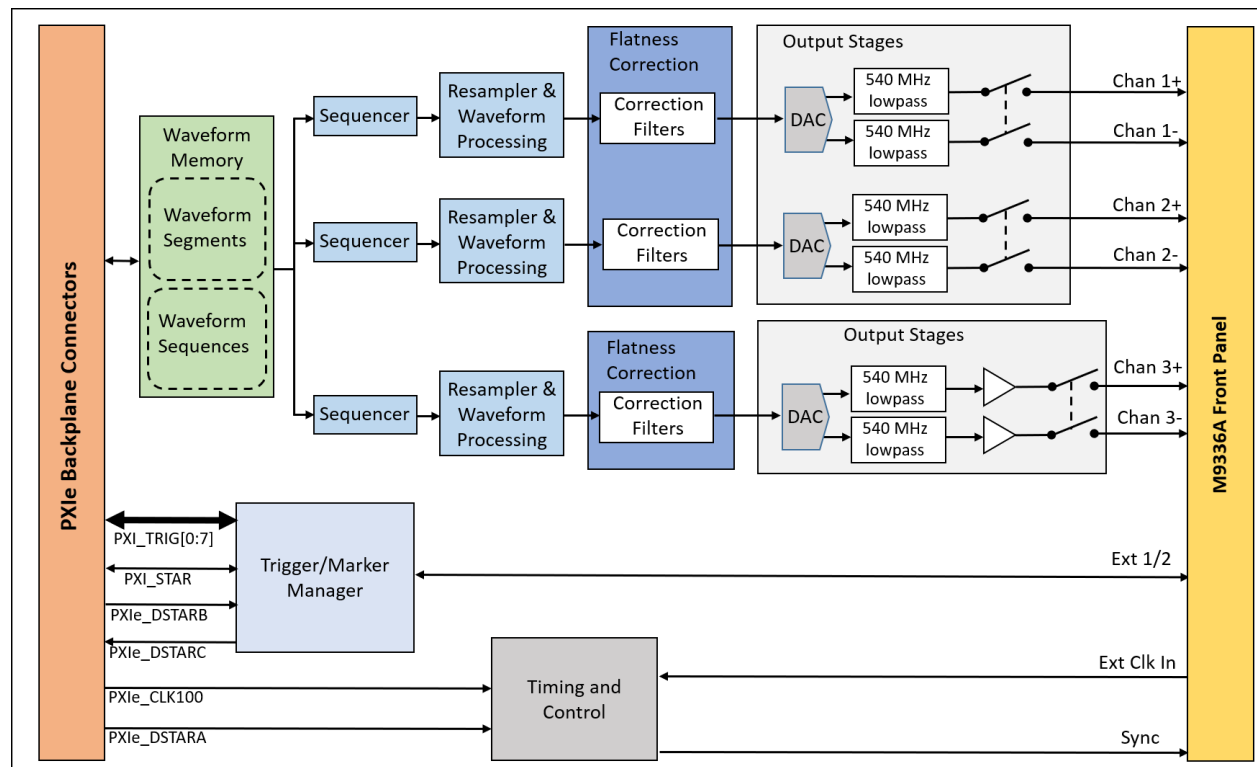 PXIe Backplane Connectors
Waveform
Memory
Waveform
Segments
Waveform
Sequences
Sequencer
Resampler &
Waveform
Processing
Sequencer
Resampler &
Waveform
Processing
Flatness
Correction
Correction
Filters
Correction
Filters
Output Stages
DAC
540 MHz
lowpass
540 MHz
lowpass
DAC
540 MHz
lowpass
540 MHz
lowpass
Chan 1+
Chan 1-
Chan 2+
Chan 2-
Sequencer
Resampler &
Waveform
Processing
Flatness
Correction
Correction
Filters
Output Stages
DAC
540 MHz
lowpass
540 MHz
lowpass
Chan 3+
Chan 3-
M9336A Front Panel
PXI_TRIG[0:7]
PXI_STAR
PXIe_DSTARB
PXIe_DSTARC
Trigger/Marker
Manager
Ext 1/2
PXIe_CLK100
PXIe_DSTARA
Timing and
Control
Ext Clk In
Sync